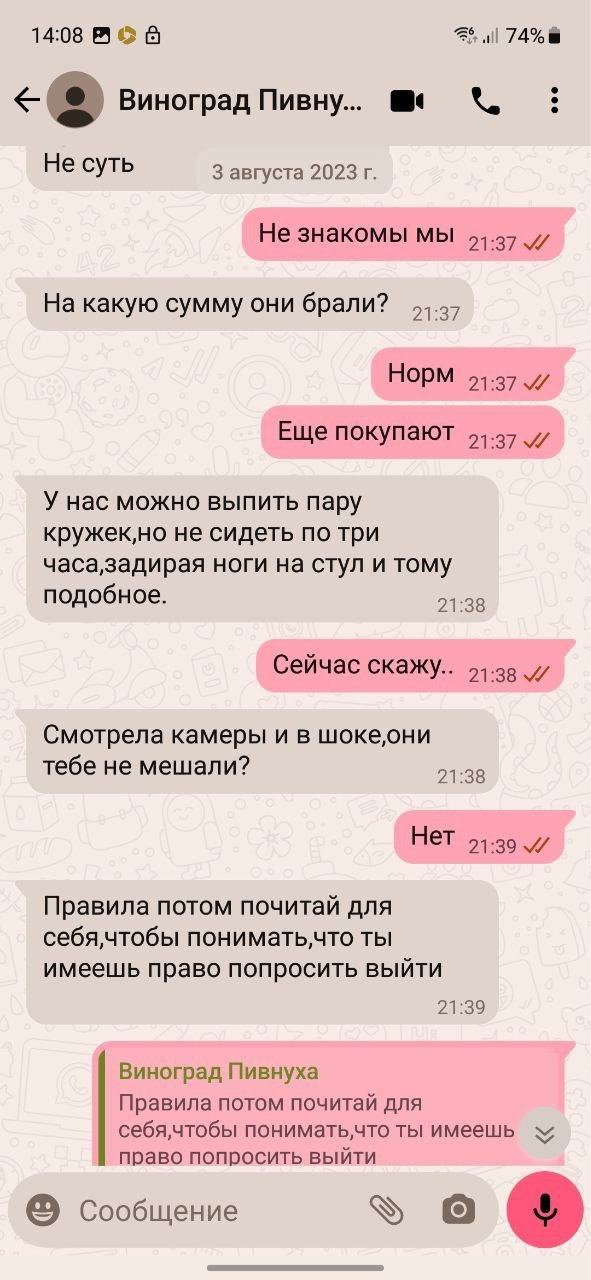 14:08
74%
Виноград Пивну...
Не суть
3 августа 2023 г.
Не знакомы мы 21:37
На какую сумму они брали? 21:37
Норм 21:37
Еще покупают 21:37
У нас можно выпить пару
кружек,но не сидеть по три
часа,задирая ноги на стул и тому
подобное. 21:38
Сейчас скажу.. 21:38
Смотрела камеры и в шоке,они
тебе не мешали? 21:38
Нет 21:39
Правила потом почитай для
себя,чтобы понимать,что ты
имеешь право попросить выйти
21:39
Виноград Пивнуха
Правила потом почитай для
себя,чтобы понимать,что ты имеешь
право попросить выйти
Сообщение